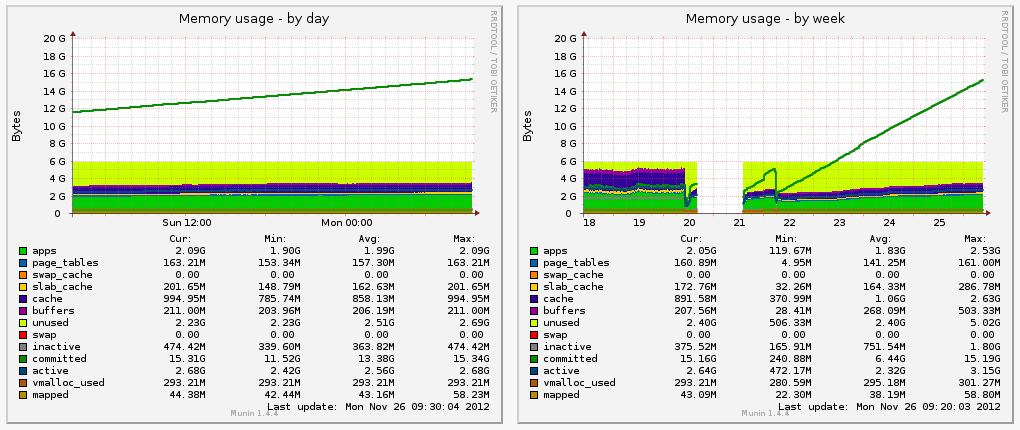 Memory usage - by day
RRDTOOL / TOBI OETIKER
Bytes
20 G
18 G
16 G
14 G
12 G
10 G
8 G
6 G
4 G
2 G
0
Sun 12:00 Mon 00:00
Cur: Min: Avg: Max:
apps 2.09G 1.90G 1.99G 2.09G
page_tables 163.21M 153.34M 157.30M 163.21M
swap_cache 0.00 0.00 0.00 0.00
slab_cache 201.65M 148.79M 162.63M 201.65M
cache 994.95M 785.74M 858.13M 994.95M
buffers 211.00M 203.96M 206.19M 211.00M
unused 2.23G 2.23G 2.51G 2.69G
swap 0.00 0.00 0.00 0.00
inactive 474.42M 339.60M 363.82M 474.42M
committed 15.31G 11.52G 13.38G 15.34G
active 2.68G 2.42G 2.56G 2.68G
vmalloc_used 293.21M 293.21M 293.21M 293.21M
mapped 44.38M 42.44M 43.16M 58.23M
Last update: Mon Nov 26 09:30:04 2012
Munin 1.4.4
Memory usage - by week
RRDTOOL / TOBI OETIKER
Bytes
20 G
18 G
16 G
14 G
12 G
10 G
8 G
6 G
4 G
2 G
0
18 19 20 21 22 23 24 25
Cur: Min: Avg: Max:
apps 2.05G 119.67M 1.83G 2.53G
page_tables 160.89M 4.95M 141.25M 161.00M
swap_cache 0.00 0.00 0.00 0.00
slab_cache 172.76M 32.26M 164.33M 286.78M
cache 891.58M 370.99M 1.06G 2.63G
buffers 207.56M 28.41M 268.09M 503.33M
unused 2.40G 506.33M 2.40G 5.02G
swap 0.00 0.00 0.00 0.00
inactive 375.52M 165.91M 751.54M 1.80G
committed 15.16G 240.88M 6.44G 15.19G
active 2.64G 472.17M 2.32G 3.15G
vmalloc_used 293.21M 280.59M 295.18M 301.27M
mapped 43.09M 22.30M 38.19M 58.80M
Last update: Mon Nov 26 09:20:03 2012
Munin 1.4.4